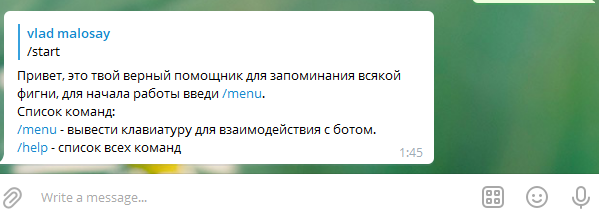 vlad malosay
/start
Привет, это твой верный помощник для запоминания всякой
фигни, для начала работы введи /menu.
Список команд:
/menu - вывести клавиатуру для взаимодействия с ботом.
/help - список всех команд
1:45
Write a message...